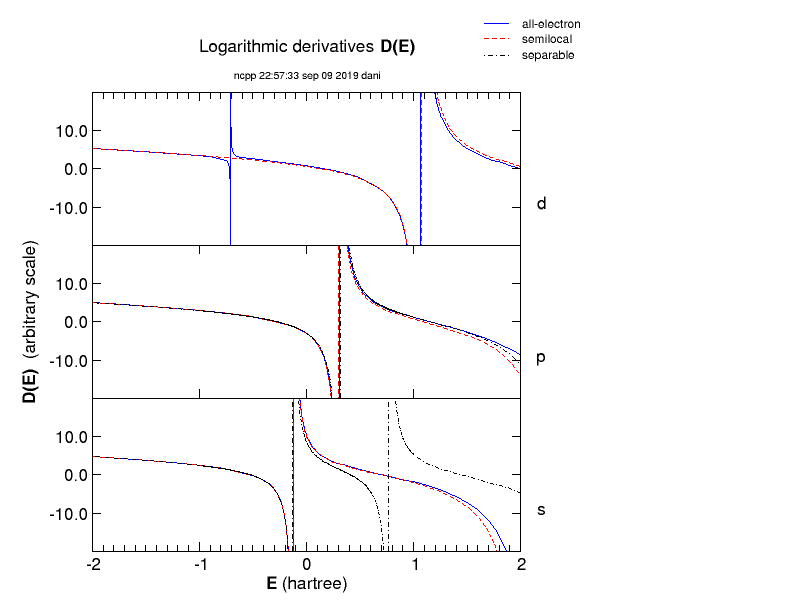 all-electron
semilocal
separable
Logarithmic derivatives D(E)
ncpp 22:57:33 sep 09 2019 dani
10.0
0.0
-10.0
d
10.0
0.0
-10.0
p
10.0
0.0
-10.0
s
D(E) (arbitrary scale)
-2 -1 0 1 2
E (hartree)